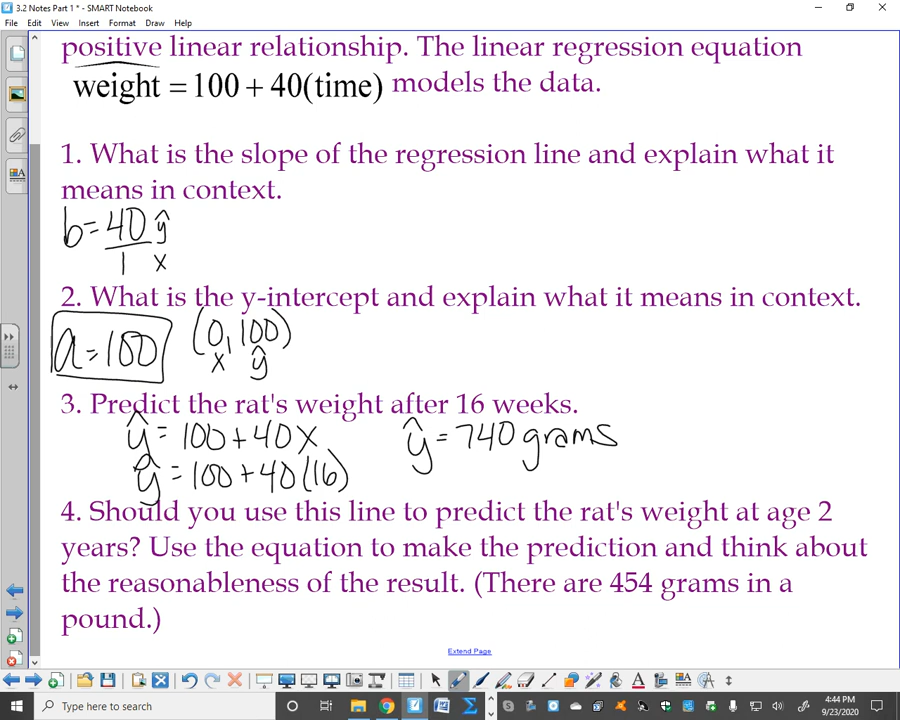 3.2 Notes Part 1 * - SMART Notebook
File Edit View Insert Format Draw Help
positive linear relationship. The linear regression equation
weight = 100 + 40(time) models the data.
1. What is the slope of the regression line and explain what it
means in context.
b = 40 ŷ
1 x
2. What is the y-intercept and explain what it means in context.
a = 100 (0, 100)
x ŷ
3. Predict the rat's weight after 16 weeks.
ŷ = 100 + 40x ŷ = 740 grams
ŷ = 100 + 40(16)
4. Should you use this line to predict the rat's weight at age 2
years? Use the equation to make the prediction and think about
the reasonableness of the result. (There are 454 grams in a
pound.)
Extend Page
Type here to search
4:44 PM
9/23/2020